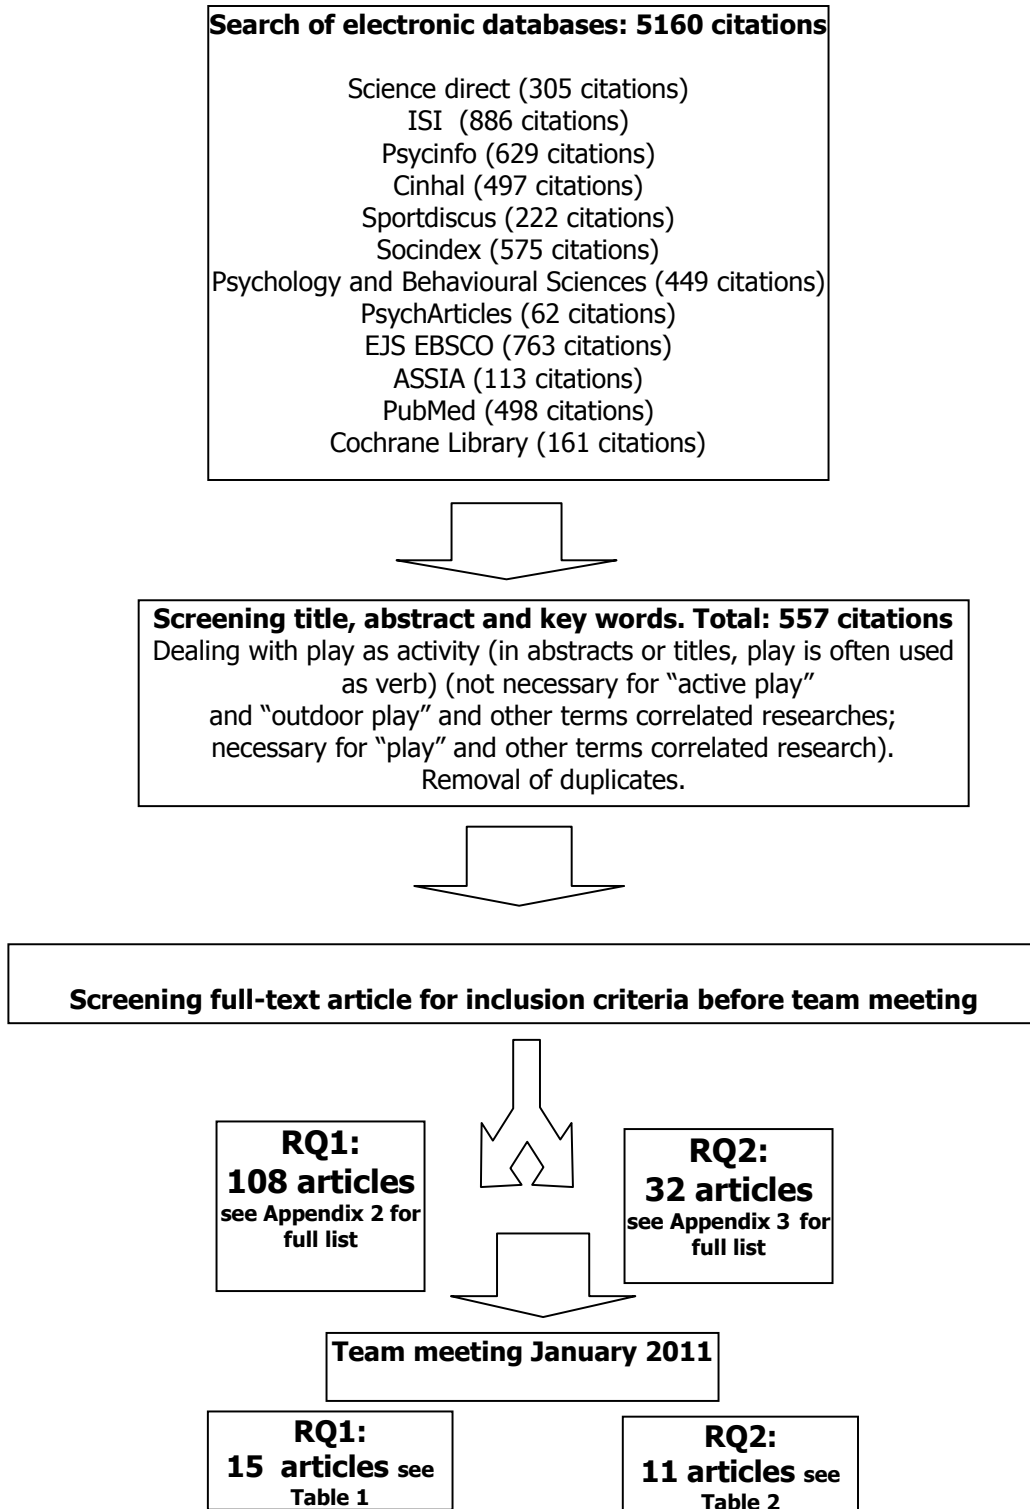 Search of electronic databases: 5160 citations
Science direct (305 citations)
ISI (886 citations)
Psycinfo (629 citations)
Cinhal (497 citations)
Sportdiscus (222 citations)
Socindex (575 citations)
Psychology and Behavioural Sciences (449 citations)
PsychArticles (62 citations)
EJS EBSCO (763 citations)
ASSIA (113 citations)
PubMed (498 citations)
Cochrane Library (161 citations)
Screening title, abstract and key words. Total: 557 citations
Dealing with play as activity (in abstracts or titles, play is often used
as verb) (not necessary for “active play”
and “outdoor play” and other terms correlated researches;
necessary for “play” and other terms correlated research).
Removal of duplicates.
Screening full-text article for inclusion criteria before team meeting
RQ1:
108 articles
see Appendix 2 for
full list
RQ2:
32 articles
see Appendix 3 for
full list
Team meeting January 2011
RQ1:
15 articles see
Table 1
RQ2:
11 articles see
Table 2